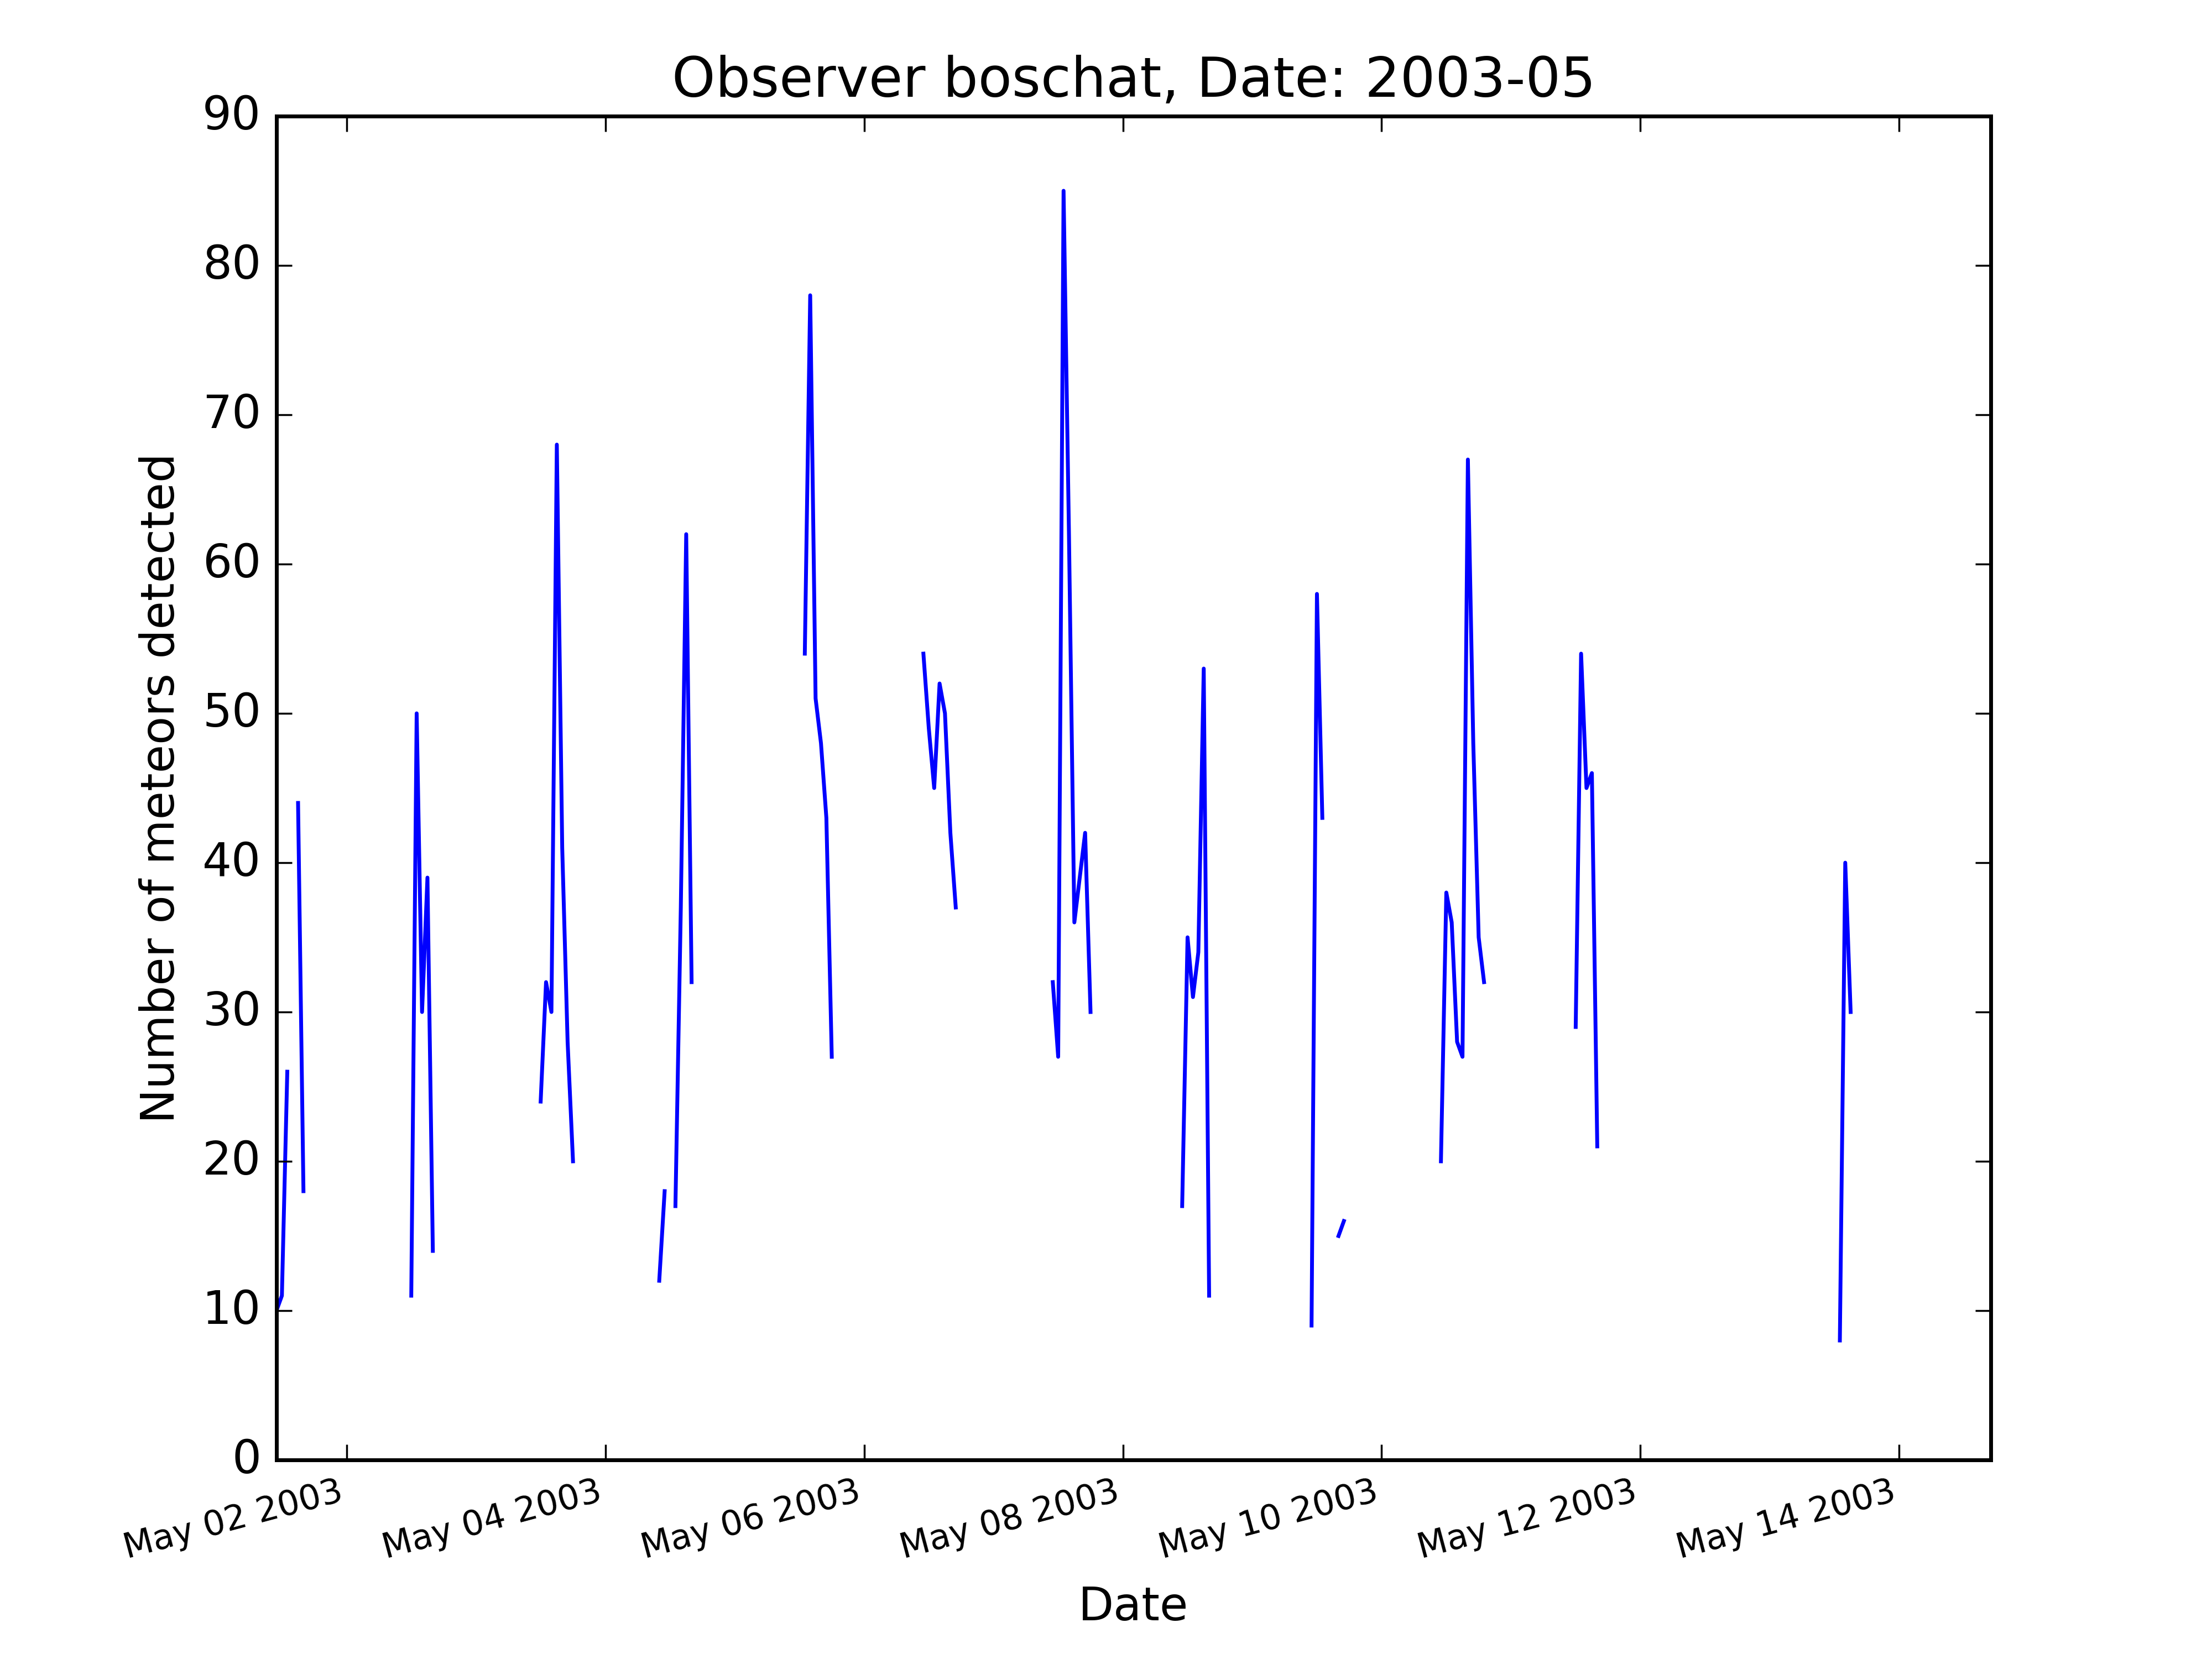 Observer boschat, Date: 2003-05
90
80
70
60
50
40
30
20
10
0
Number of meteors detected
May 02 2003
May 04 2003
May 06 2003
May 08 2003
May 10 2003
May 12 2003
May 14 2003
Date